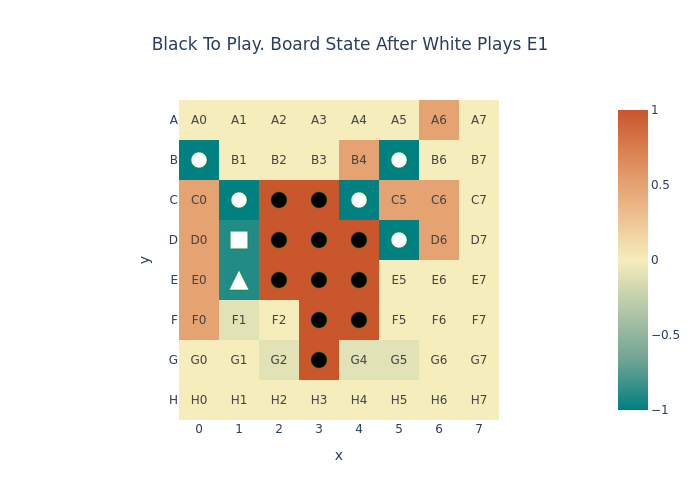 Black To Play. Board State After White Plays E1
A A0 A1 A2 A3 A4 A5 A6 A7
B B1 B2 B3 B4 B6 B7
C C0 C5 C6 C7
D D0 D6 D7
E E0 E5 E6 E7
F F0 F1 F2 F5 F6 F7
G G0 G1 G2 G4 G5 G6 G7
H H0 H1 H2 H3 H4 H5 H6 H7
0 1 2 3 4 5 6 7
x
y
1
0.5
0
−0.5
−1